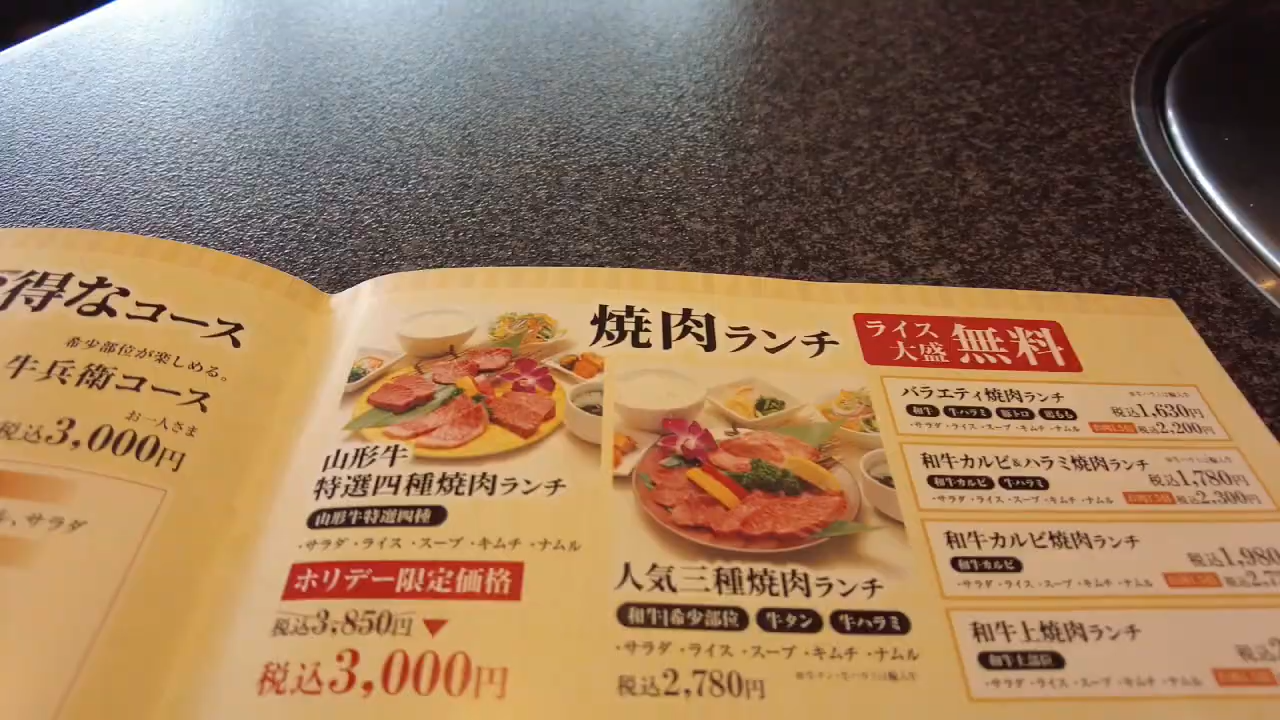 得なコース
希少部位が楽しめる。
牛兵衛コース
お一人さま
税込3,000円
サラダ
焼肉ランチ
ライス大盛無料
山形牛
特選四種焼肉ランチ
山形牛特選四種
・サラダ・ライス・スープ・キムチ・ナムル
ホリデー限定価格
税込3,850円▼
税込3,000円
人気三種焼肉ランチ
和牛希少部位 牛タン 牛ハラミ
・サラダ・ライス・スープ・キムチ・ナムル
税込2,780円
バラエティ焼肉ランチ
和牛 牛ハラミ 豚トロ 鶏もも 税込1,630円
・サラダ・ライス・スープ・キムチ・ナムル 税込2,200円
和牛カルビ&ハラミ焼肉ランチ
和牛カルビ 牛ハラミ 税込1,780円
・サラダ・ライス・スープ・キムチ・ナムル 税込2,300円
和牛カルビ焼肉ランチ
和牛カルビ 税込1,980
・サラダ・ライス・スープ・キムチ・ナムル
和牛上焼肉ランチ
和牛上部位 税込
・サラダ・ライス・スープ・キムチ・ナムル